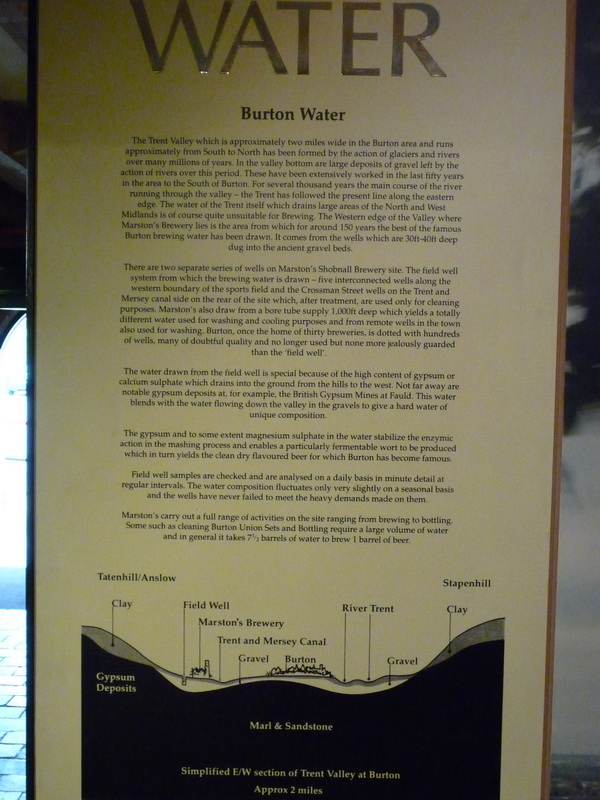 WATER
Burton Water
The Trent Valley which is approximately two miles wide in the Burton area and runs
approximately from South to North has been formed by the action of glaciers and rivers
over many millions of years. In the valley bottom are large deposits of gravel left by the
action of rivers over this period. These have been extensively worked in the last fifty years
in the area to the South of Burton. For several thousand years the main course of the river
running through the valley – the Trent has followed the present line along the eastern
edge. The water of the Trent itself which drains large areas of the North and West
Midlands is of course quite unsuitable for Brewing. The Western edge of the Valley where
Marston's Brewery lies is the area from which for around 150 years the best of the famous
Burton brewing water has been drawn. It comes from the wells which are 30ft-40ft deep
dug into the ancient gravel beds.
There are two separate series of wells on Marston's Shobnall Brewery site. The field well
system from which the brewing water is drawn – five interconnected wells along the
western boundary of the sports field and the Crossman Street wells on the Trent and
Mersey canal side on the rear of the site which, after treatment, are used only for cleaning
purposes. Marston's also draw from a bore tube supply 1,000ft deep which yields a totally
different water used for washing and cooling purposes and from remote wells in the town
also used for washing. Burton, once the home of thirty breweries, is dotted with hundreds
of wells, many of doubtful quality and no longer used but none more jealously guarded
than the 'field well'.
The water drawn from the field well is special because of the high content of gypsum or
calcium sulphate which drains into the ground from the hills to the west. Not far away are
notable gypsum deposits at, for example, the British Gypsum Mines at Fauld. This water
blends with the water flowing down the valley in the gravels to give a hard water of
unique composition.
The gypsum and to some extent magnesium sulphate in the water stabilize the enzymic
action in the mashing process and enables a particularly fermentable wort to be produced
which in turn yields the clean dry flavoured beer for which Burton has become famous.
Field well samples are checked and are analysed on a daily basis in minute detail at
regular intervals. The water composition fluctuates only very slightly on a seasonal basis
and the wells have never failed to meet the heavy demands made on them.
Marston's carry out a full range of activities on the site ranging from brewing to bottling.
Some such as cleaning Burton Union Sets and Bottling require a large volume of water
and in general it takes 7½ barrels of water to brew 1 barrel of beer.
Tatenhill/Anslow
Stapenhill
Clay
Field Well
River Trent
Clay
Marston's Brewery
Trent and Mersey Canal
Gravel
Burton
Gravel
Gypsum
Deposits
Marl & Sandstone
Simplified E/W section of Trent Valley at Burton
Approx 2 miles